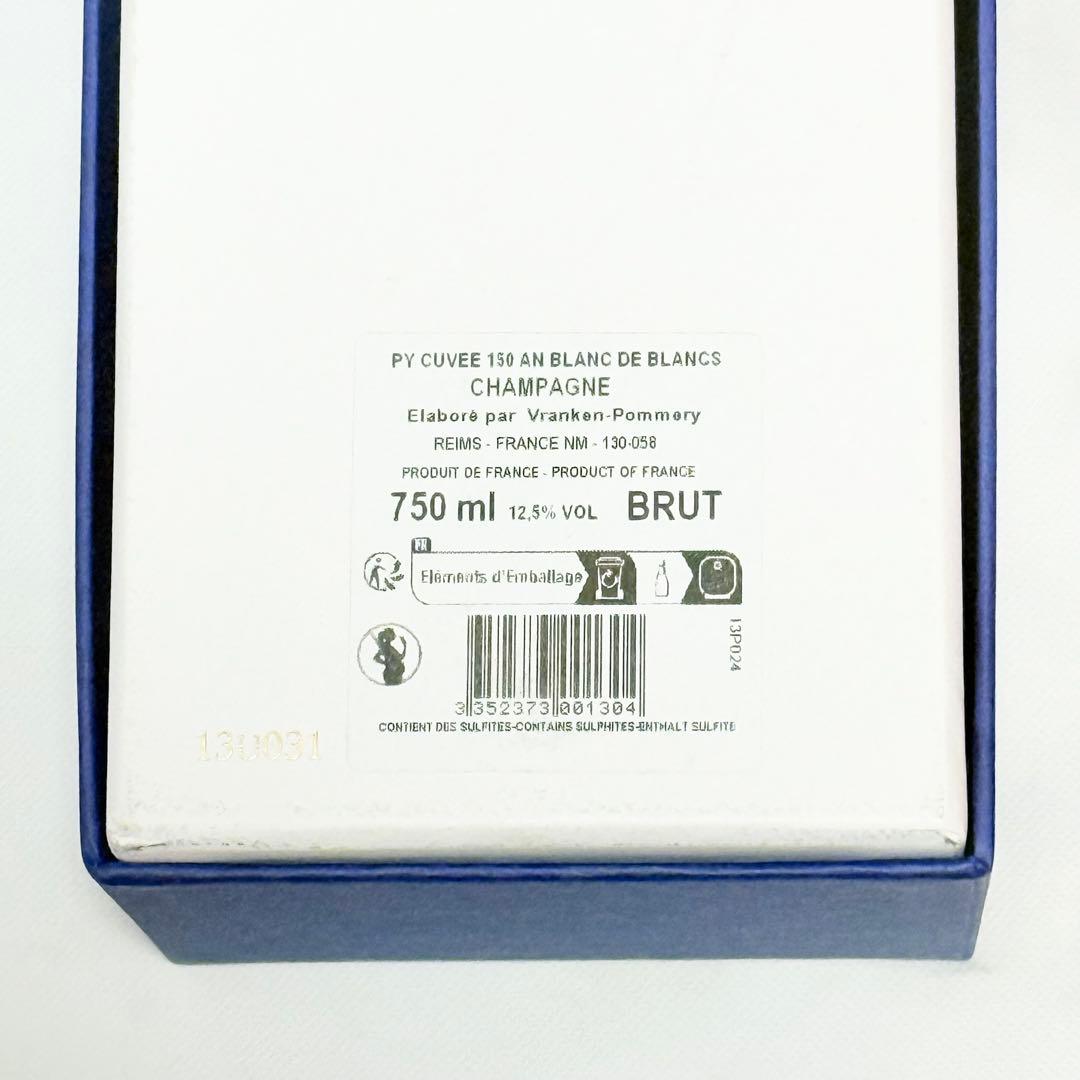 PY CUVEE 150 AN BLANC DE BLANCS
CHAMPAGNE
Elaboré par Vranken-Pommery
REIMS - FRANCE NM - 130-058
PRODUIT DE FRANCE - PRODUCT OF FRANCE
750 ml 12,5% VOL BRUT
FR
Eléments d'Emballage
13P024
3 352373 001304
CONTIENT DES SULFITES-CONTAINS SULPHITES-ENTHALT SULFITE
130031